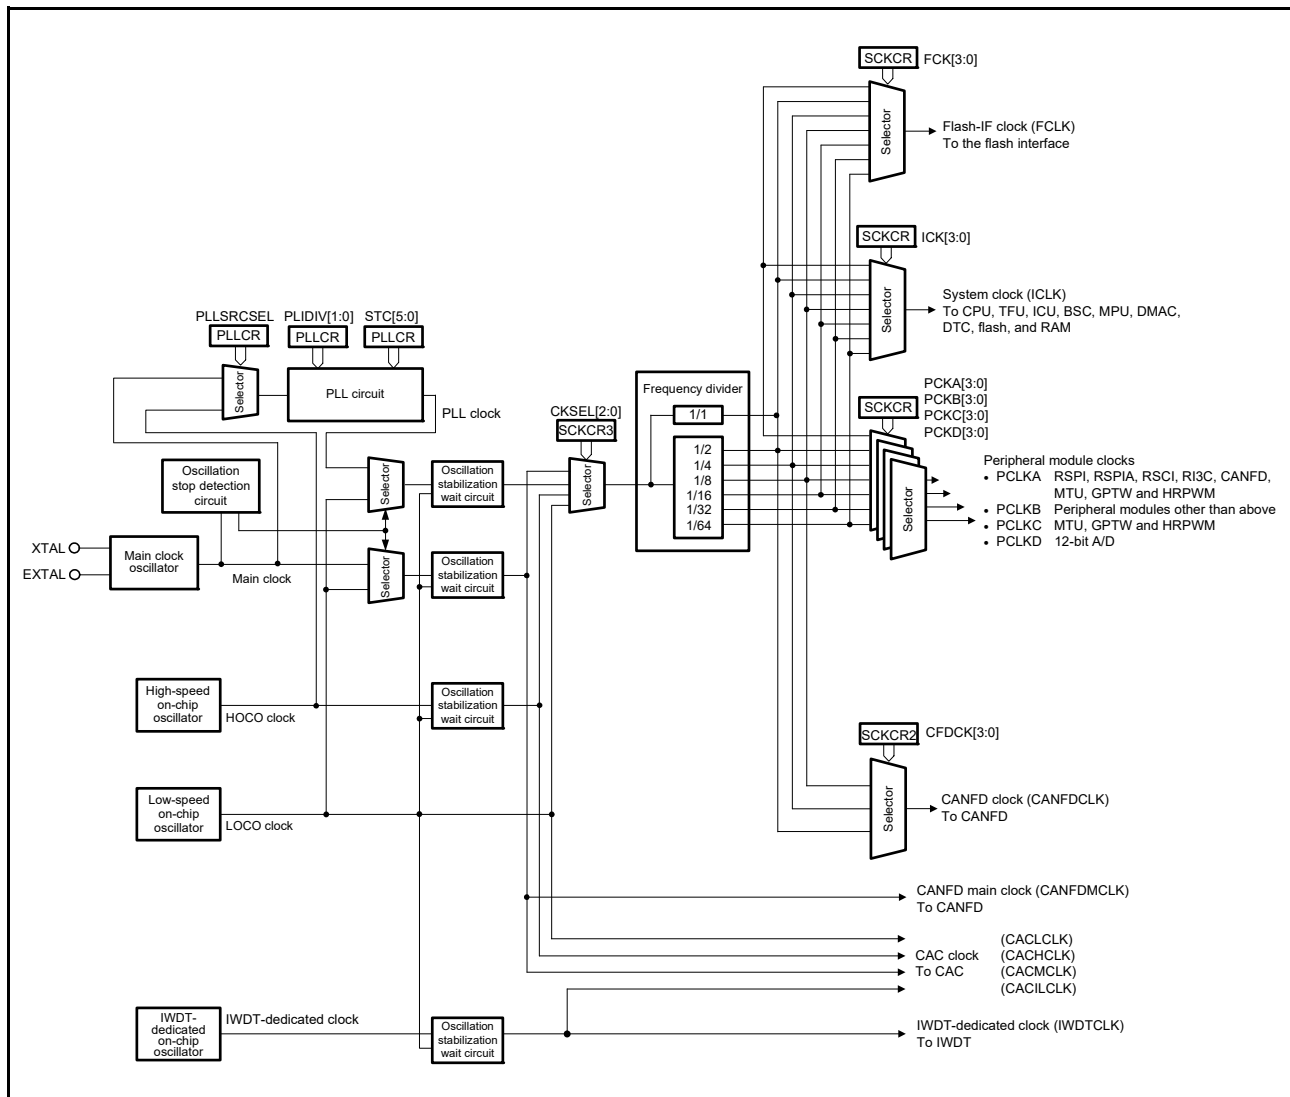 SCKCR FCK[3:0]
Selector
Flash-IF clock (FCLK)
To the flash interface
SCKCR ICK[3:0]
Selector
System clock (ICLK)
To CPU, TFU, ICU, BSC, MPU, DMAC,
DTC, flash, and RAM
PLLSRCSEL PLIDIV[1:0] STC[5:0]
PLLCR PLLCR PLLCR
Selector
PLL circuit
PLL clock
CKSEL[2:0]
SCKCR3
Selector
Frequency divider
1/1
1/2
1/4
1/8
1/16
1/32
1/64
PCKA[3:0]
PCKB[3:0]
PCKC[3:0]
PCKD[3:0]
SCKCR
Selector
Peripheral module clocks
• PCLKA RSPI, RSPIA, RSCI, RI3C, CANFD,
MTU, GPTW and HRPWM
• PCLKB Peripheral modules other than above
• PCLKC MTU, GPTW and HRPWM
• PCLKD 12-bit A/D
Oscillation
stop detection
circuit
Selector
Oscillation
stabilization
wait circuit
XTAL
EXTAL
Main clock
oscillator
Main clock
Selector
Oscillation
stabilization
wait circuit
High-speed
on-chip
oscillator
HOCO clock
Oscillation
stabilization
wait circuit
SCKCR2 CFDCK[3:0]
Selector
CANFD clock (CANFDCLK)
To CANFD
Low-speed
on-chip
oscillator
LOCO clock
CANFD main clock (CANFDMCLK)
To CANFD
(CACLCLK)
CAC clock (CACHCLK)
To CAC (CACMCLK)
(CACILCLK)
IWDT-
dedicated
on-chip
oscillator
IWDT-dedicated clock
Oscillation
stabilization
wait circuit
IWDT-dedicated clock (IWDTCLK)
To IWDT